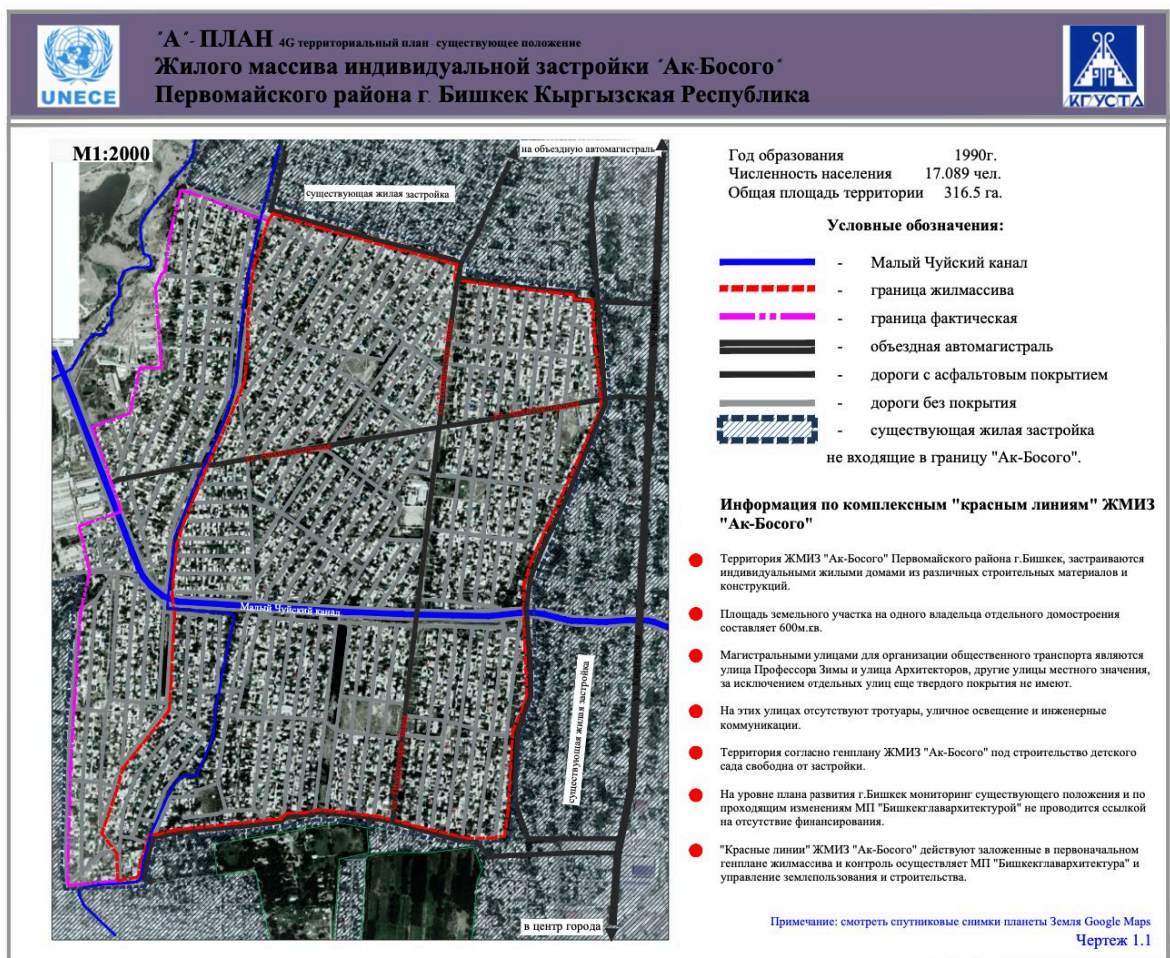 "А"- ПЛАН 4G территориальный план - существующее положение
Жилого массива индивидуальной застройки "Ак-Босого"
Первомайского района г. Бишкек Кыргызская Республика
UNECE
КГУСТА
М1:2000
на объездную автомагистраль
существующая жилая застройка
Малый Чуйский канал
существующая жилая застройка
в центр города
Год образования 1990г.
Численность населения 17.089 чел.
Общая площадь территории 316.5 га.
Условные обозначения:
- Малый Чуйский канал
- граница жилмассива
- граница фактическая
- объездная автомагистраль
- дороги с асфальтовым покрытием
- дороги без покрытия
- существующая жилая застройка
не входящие в границу "Ак-Босого".
Информация по комплексным "красным линиям" ЖМИЗ
"Ак-Босого"
Территория ЖМИЗ "Ак-Босого" Первомайского района г.Бишкек, застраиваются
индивидуальными жилыми домами из различных строительных материалов и
конструкций.
Площадь земельного участка на одного владельца отдельного домостроения
составляет 600м.кв.
Магистральными улицами для организации общественного транспорта являются
улица Профессора Зимы и улица Архитекторов, другие улицы местного значения,
за исключением отдельных улиц еще твердого покрытия не имеют.
На этих улицах отсутствуют тротуары, уличное освещение и инженерные
коммуникации.
Территория согласно генплану ЖМИЗ "Ак-Босого" под строительство детского
сада свободна от застройки.
На уровне плана развития г.Бишкек мониторинг существующего положения и по
проходящим изменениям МП "Бишкекглавархитектурой" не проводится ссылкой
на отсутствие финансирования.
"Красные линии" ЖМИЗ "Ак-Босого" действуют заложенные в первоначальном
генплане жилмассива и контроль осуществляет МП "Бишкекглавархитектура" и
управление землепользования и строительства.
Примечание: смотреть спутниковые снимки планеты Земля Google Maps
Чертеж 1.1